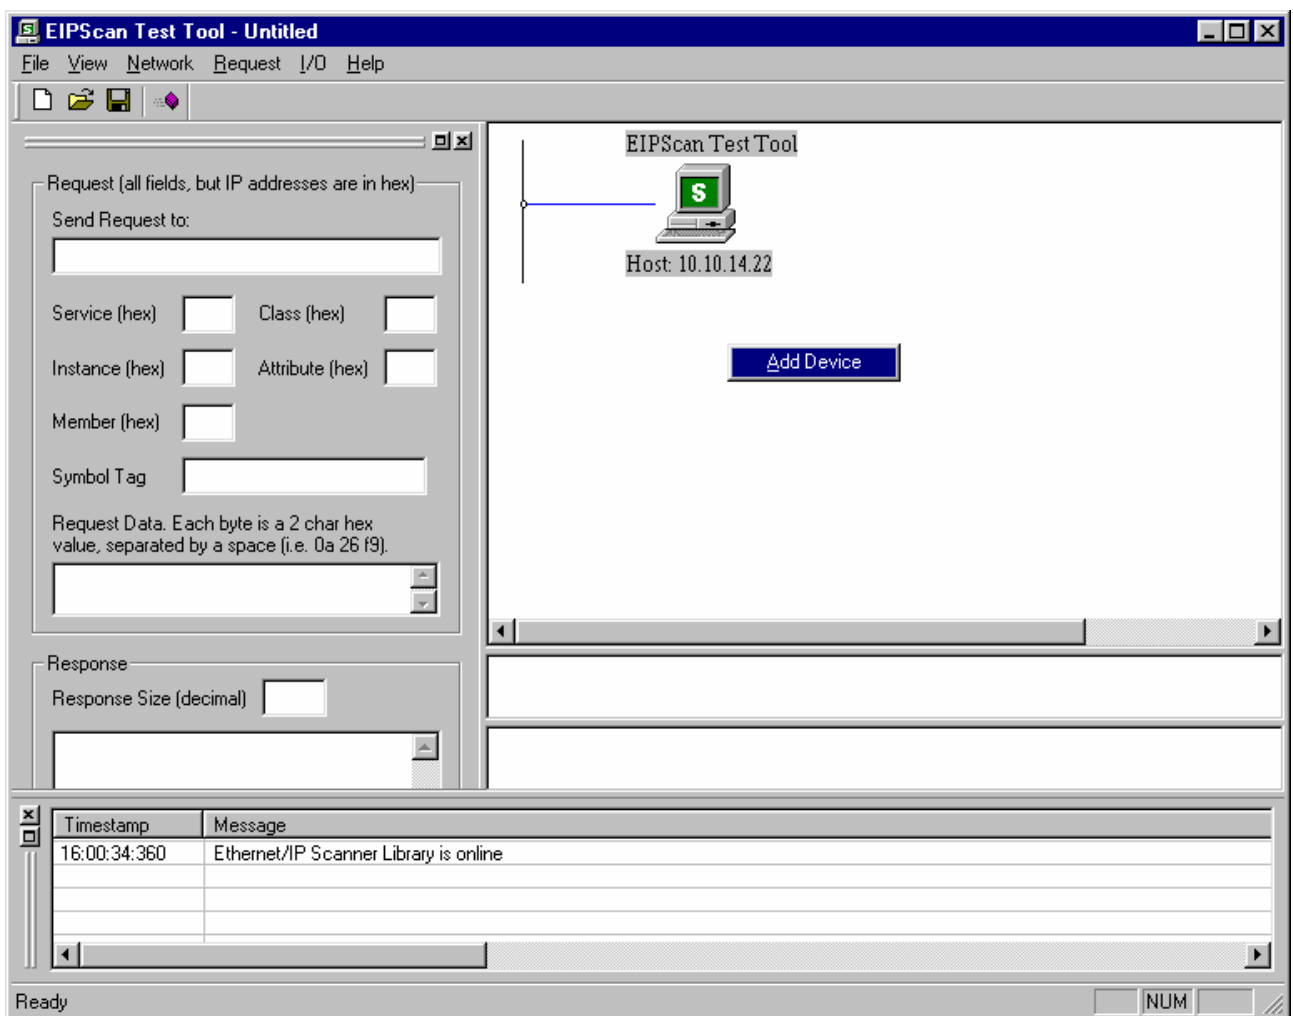 EIPScan Test Tool - Untitled
File View Network Request I/O Help
Request (all fields, but IP addresses are in hex)
Send Request to:
Service (hex) Class (hex)
Instance (hex) Attribute (hex)
Member (hex)
Symbol Tag
Request Data. Each byte is a 2 char hex
value, separated by a space (i.e. 0a 26 f9).
Response
Response Size (decimal)
EIPScan Test Tool
S
Host: 10.10.14.22
Add Device
Timestamp Message
16:00:34:360 Ethernet/IP Scanner Library is online
Ready NUM